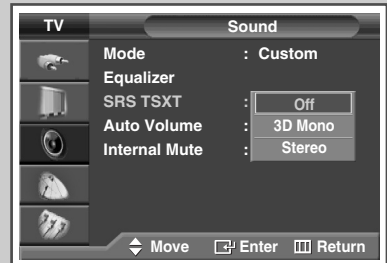 TV Sound
Mode : Custom
Equalizer
SRS TSXT : Off
Auto Volume : 3D Mono
Internal Mute : Stereo
Move Enter Return